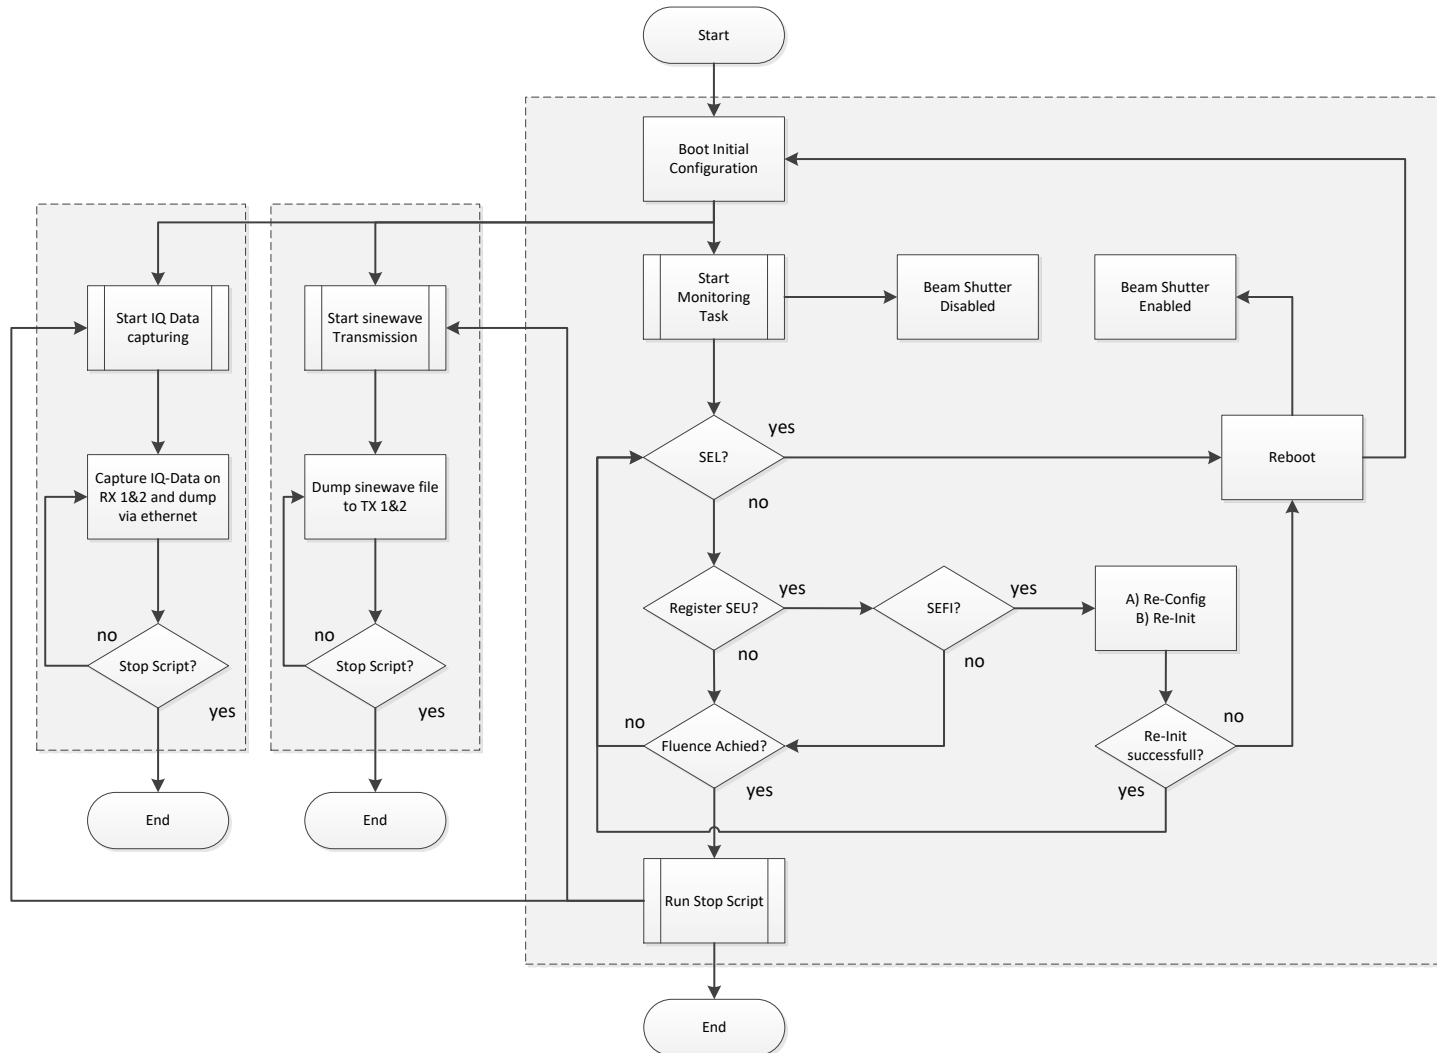 Start
Boot Initial
Configuration
Start
Monitoring
Task
Beam Shutter
Disabled
Beam Shutter
Enabled
Start IQ Data
capturing
Start sinewave
Transmission
yes
SEL?
Reboot
no
Capture IQ-Data on
RX 1&2 and dump
via ethernet
Dump sinewave file
to TX 1&2
Register SEU?
yes
SEFI?
yes
A) Re-Config
B) Re-Init
no
no
no
Stop Script?
yes
no
Stop Script?
yes
no
Fluence Achied?
yes
Re-Init
successfull?
no
yes
End
End
Run Stop Script
End